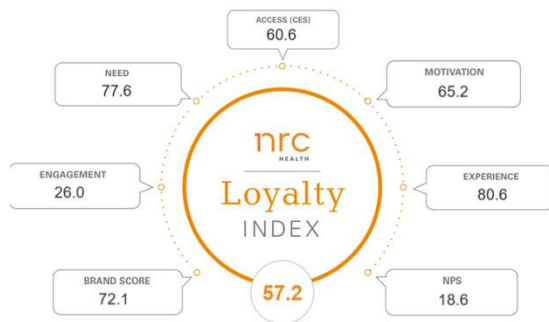 ACCESS (CES)
60.6
NEED
77.6
MOTIVATION
65.2
nrc
HEALTH
ENGAGEMENT
26.0
Loyalty
INDEX
EXPERIENCE
80.6
BRAND SCORE
72.1
57.2
NPS
18.6